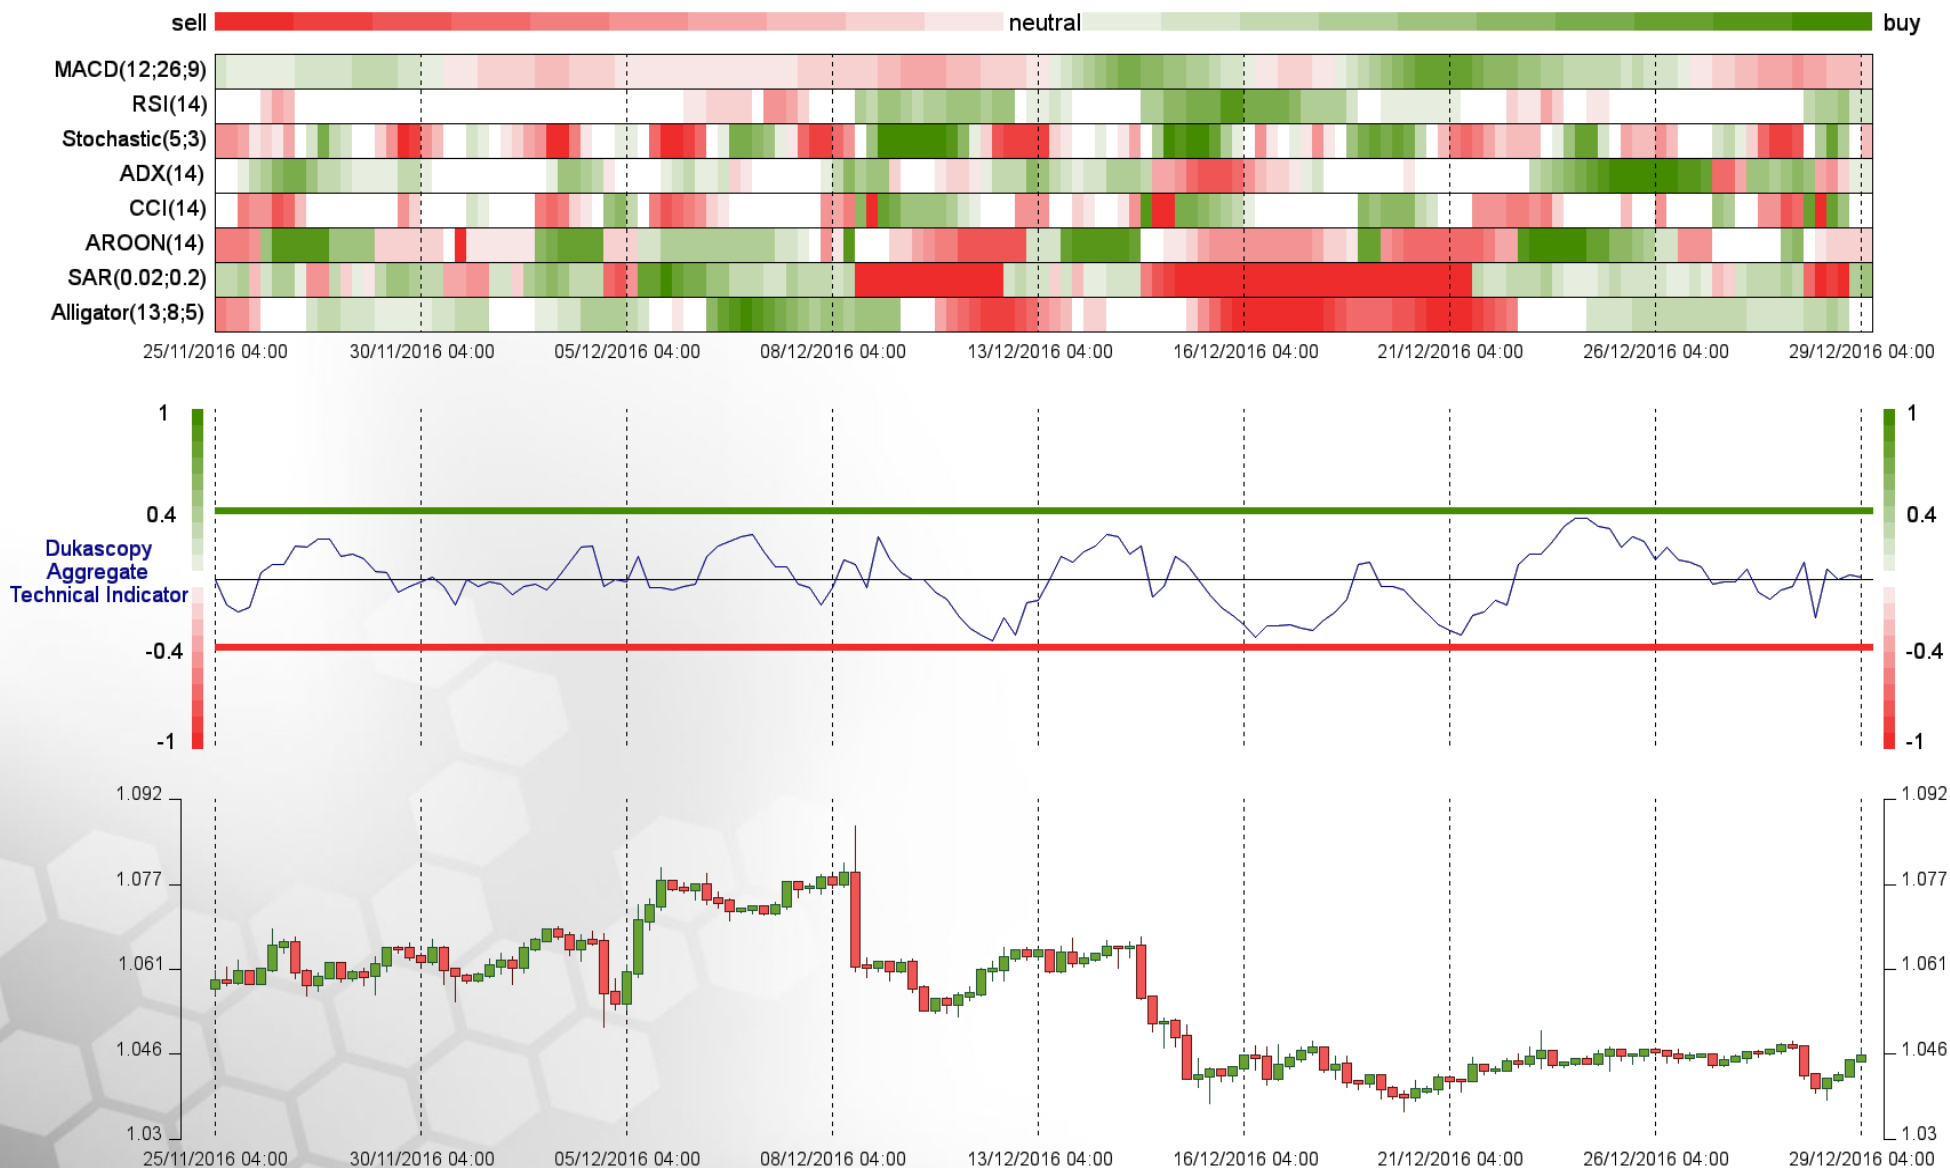 sell neutral buy
MACD(12;26;9)
RSI(14)
Stochastic(5;3)
ADX(14)
CCI(14)
AROON(14)
SAR(0.02;0.2)
Alligator(13;8;5)
25/11/2016 04:00 30/11/2016 04:00 05/12/2016 04:00 08/12/2016 04:00 13/12/2016 04:00 16/12/2016 04:00 21/12/2016 04:00 26/12/2016 04:00 29/12/2016 04:00
1 1
0.4 0.4
Dukascopy
Aggregate
Technical Indicator
-0.4 -0.4
-1 -1
1.092 1.092
1.077 1.077
1.061 1.061
1.046 1.046
1.03 1.03
25/11/2016 04:00 30/11/2016 04:00 05/12/2016 04:00 08/12/2016 04:00 13/12/2016 04:00 16/12/2016 04:00 21/12/2016 04:00 26/12/2016 04:00 29/12/2016 04:00